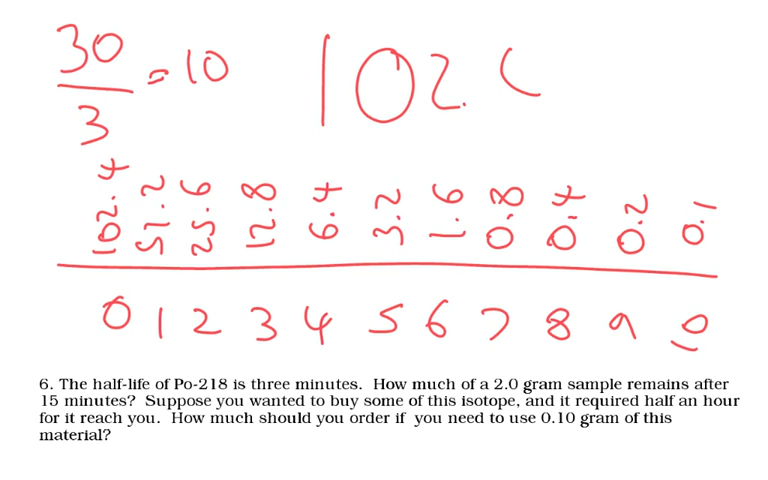 30
3 = 10 102.
102.4 51.2 25.6 12.8 6.4 3.2 1.6 0.8 0.4 0.2 0.1
0 1 2 3 4 5 6 7 8 9 10
6. The half-life of Po-218 is three minutes. How much of a 2.0 gram sample remains after
15 minutes? Suppose you wanted to buy some of this isotope, and it required half an hour
for it reach you. How much should you order if you need to use 0.10 gram of this
material?